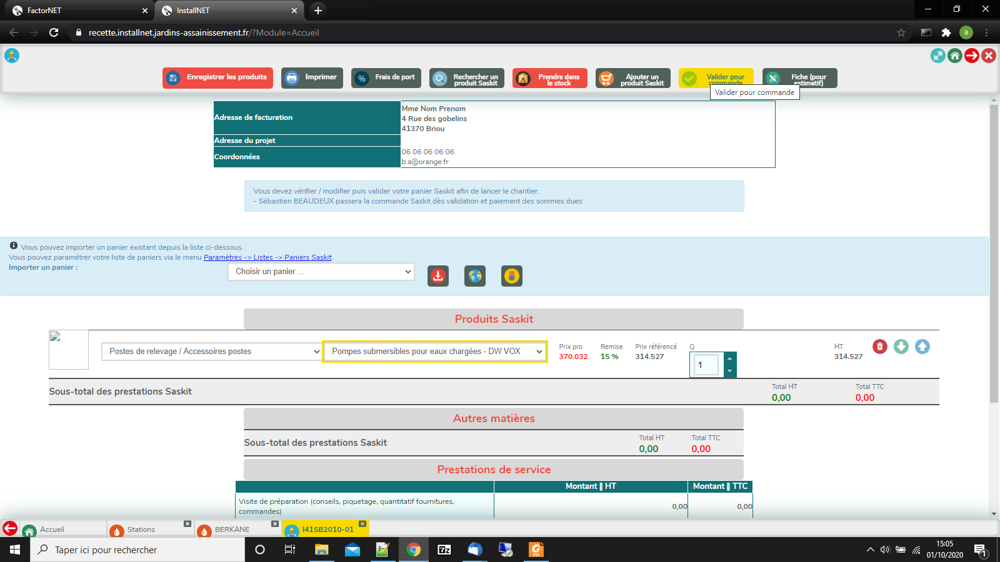 FactorNET
InstallNET
recette.installnet.jardins-assainissement.fr/?Module=Accueil
a
Enregistrer les produits
Imprimer
% Frais de port
Rechercher un
produit Saskit
Prendre dans
le stock
Ajouter un
produit Saskit
Valider pour
commande
Fiche (pour
estimatif)
Valider pour commande
Adresse de facturation
Mme Nom Prenom
4 Rue des gobelins
41370 Briou
Adresse du projet
Coordonnées
06 06 06 06 06
b.a@orange.fr
Vous devez vérifier / modifier puis valider votre panier Saskit afin de lancer le chantier.
- Sébastien BEAUDEUX passera la commande Saskit dès validation et paiement des sommes dues
Vous pouvez importer un panier existant depuis la liste ci-dessous.
Vous pouvez paramétrer votre liste de paniers via le menu Paramètres -> Listes -> Paniers Saskit.
Importer un panier :
Choisir un panier ...
Produits Saskit
Postes de relevage / Accessoires postes
Pompes submersibles pour eaux chargées - DW VOX
Prix pro
370.032
Remise
15 %
Prix référencé
314.527
Q
1
HT
314.527
Sous-total des prestations Saskit
Total HT
0,00
Total TTC
0,00
Autres matières
Sous-total des prestations Saskit
Total HT
0,00
Total TTC
0,00
Prestations de service
Montant || HT
Montant || TTC
Visite de préparation (conseils, piquetage, quantitatif fournitures,
commandes)
0,00
0,00
Accueil
Stations
BERKANE
I41SB2010-01
Taper ici pour rechercher
7z
15:05
01/10/2020
1